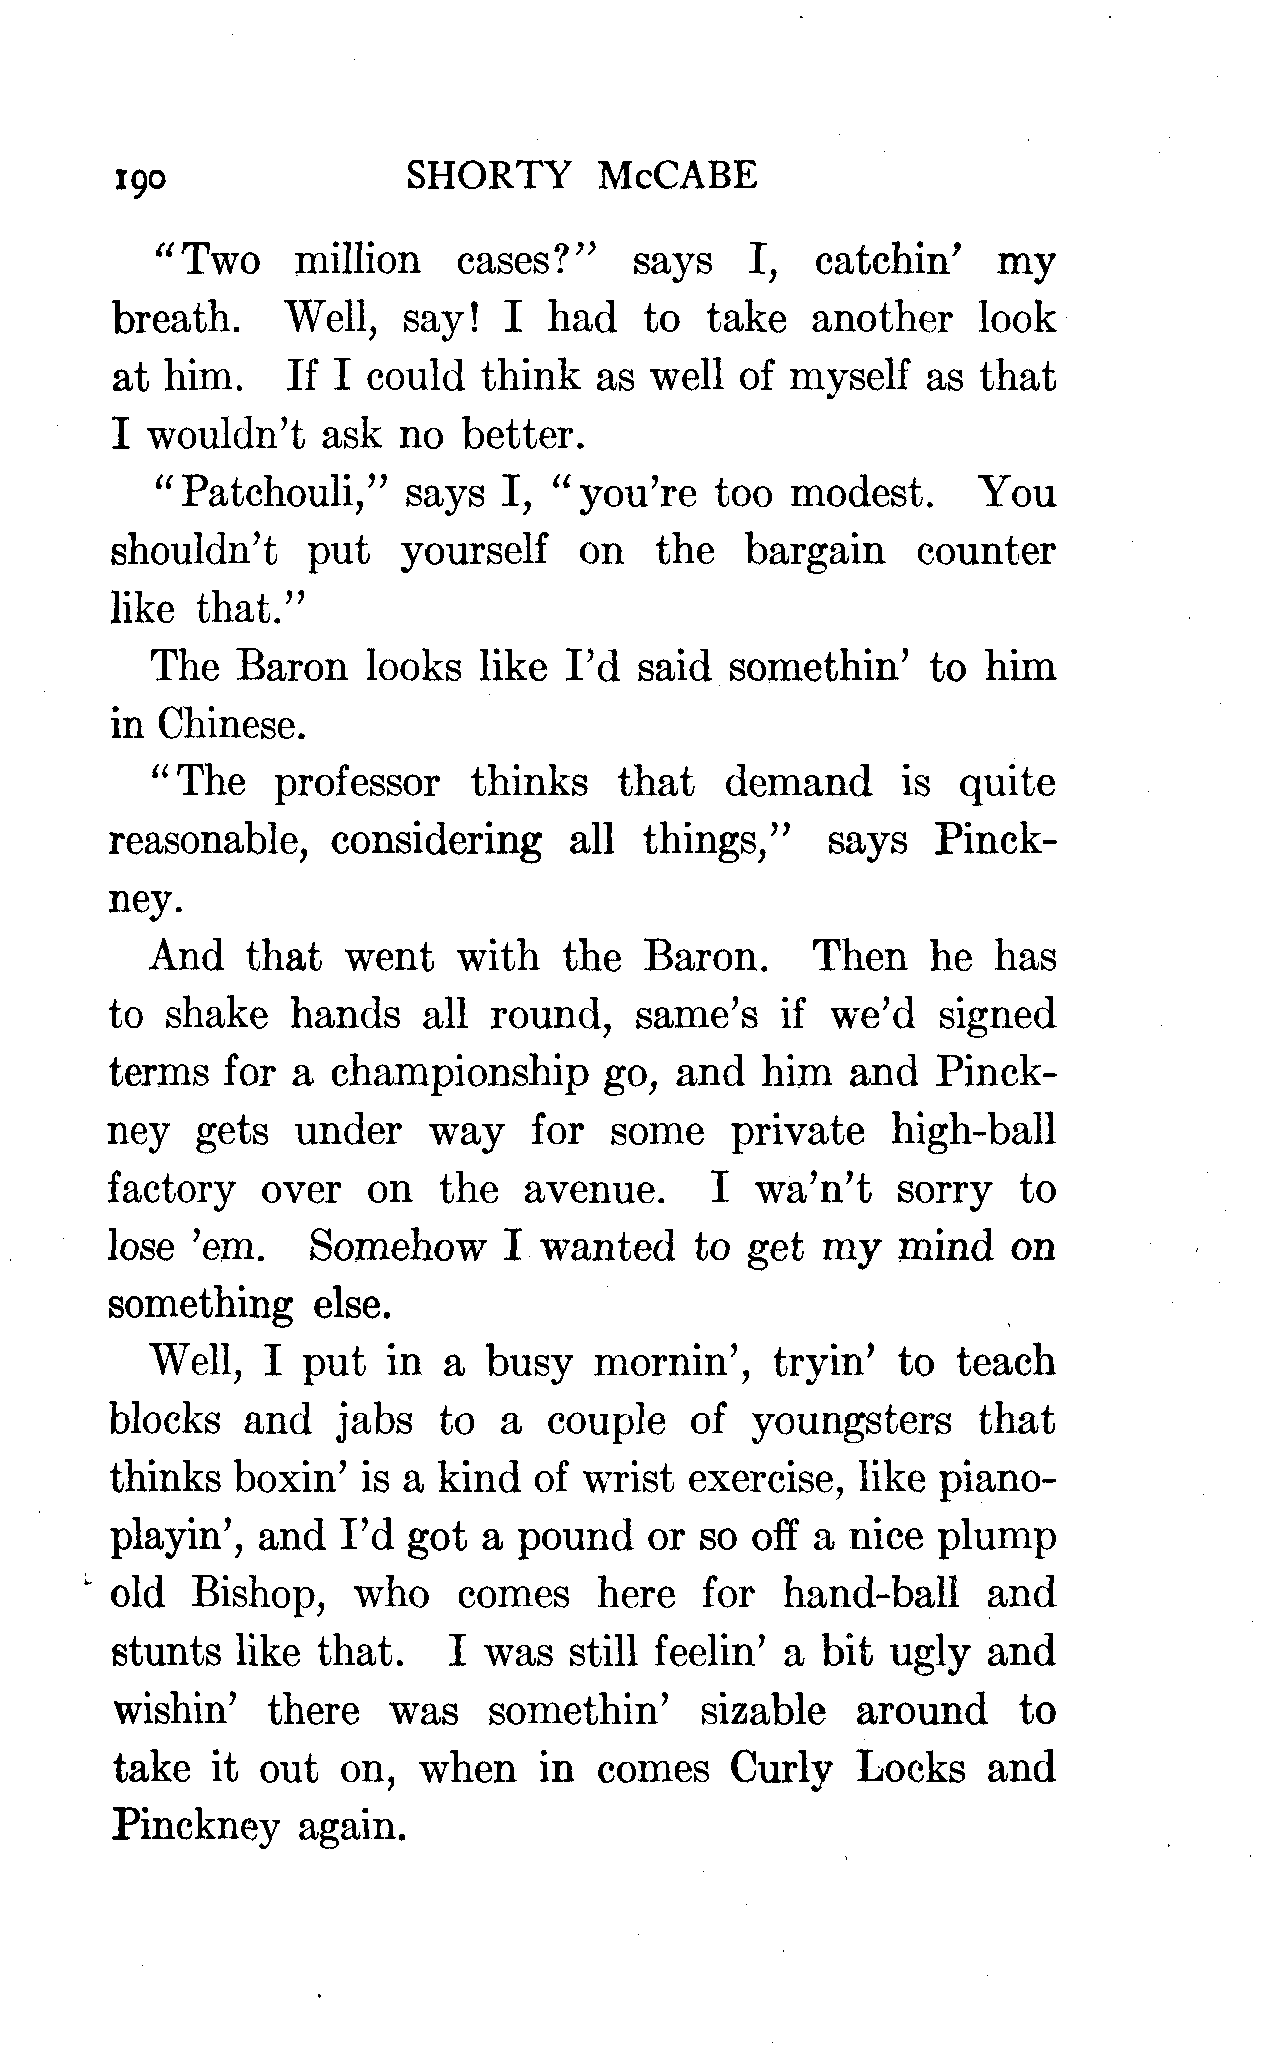 190 SHORTY McCABE
"Two million cases?" says I, catchin' my
breath. Well, say! I had to take another look
at him. If I could think as well of myself as that
I wouldn't ask no better.
"Patchouli," says I, "you're too modest. You
shouldn't put yourself on the bargain counter
like that."
The Baron looks like I'd said somethin' to him
in Chinese.
"The professor thinks that demand is quite
reasonable, considering all things," says Pinck-
ney.
And that went with the Baron. Then he has
to shake hands all round, same's if we'd signed
terms for a championship go, and him and Pinck-
ney gets under way for some private high-ball
factory over on the avenue. I wa'n't sorry to
lose 'em. Somehow I wanted to get my mind on
something else.
Well, I put in a busy mornin', tryin' to teach
blocks and jabs to a couple of youngsters that
thinks boxin' is a kind of wrist exercise, like piano-
playin', and I'd got a pound or so off a nice plump
old Bishop, who comes here for hand-ball and
stunts like that. I was still feelin' a bit ugly and
wishin' there was somethin' sizable around to
take it out on, when in comes Curly Locks and
Pinckney again.